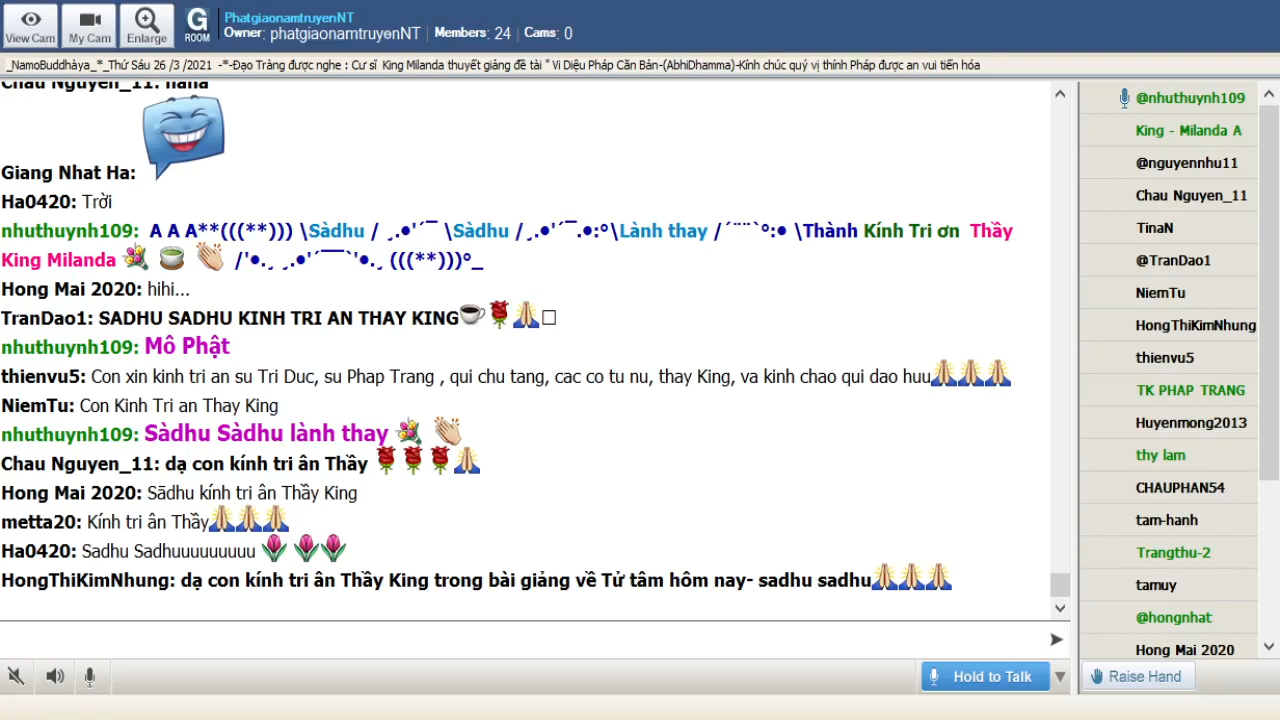 View Cam
My Cam
Enlarge
G
ROOM
PhatgiaonamtruyenNT
Owner: phatgiaonamtruyenNT | Members: 24 | Cams: 0
_NamoBuddhàya_*_Thứ Sáu 26 /3 /2021 -*-Đạo Tràng được nghe : Cư sĩ King Milanda thuyết giảng đề tài " Vi Diệu Pháp Căn Bản-(AbhiDhamma)-Kính chúc quý vị thính Pháp được an vui tiến hóa
Chau Nguyen_11: haha
Giang Nhat Ha:
Ha0420: Trời
nhuthuynh109: A A A**(((**))) \Sàdhu / ¸.•'´¯ \Sàdhu /¸.•'´¯.•:°\Lành thay /´¨¨`°:• \Thành Kính Tri ơn Thầy
King Milanda /'•.¸ ¸.•'´¯¯`'•.¸ (((**)))°_
Hong Mai 2020: hihi...
TranDao1: SADHU SADHU KINH TRI AN THAY KING
nhuthuynh109: Mô Phật
thienvu5: Con xin kinh tri an su Tri Duc, su Phap Trang , qui chu tang, cac co tu nu, thay King, va kinh chao qui dao huu
NiemTu: Con Kinh Tri an Thay King
nhuthuynh109: Sàdhu Sàdhu lành thay
Chau Nguyen_11: dạ con kính tri ân Thầy
Hong Mai 2020: Sādhu kính tri ân Thầy King
metta20: Kính tri ân Thầy
Ha0420: Sadhu Sadhuuuuuuuuu
HongThiKimNhung: dạ con kính tri ân Thầy King trong bài giảng về Tử tâm hôm nay- sadhu sadhu
Hold to Talk
@nhuthuynh109
King - Milanda A
@nguyennhu11
Chau Nguyen_11
TinaN
@TranDao1
NiemTu
HongThiKimNhung
thienvu5
TK PHAP TRANG
Huyenmong2013
thy lam
CHAUPHAN54
tam-hanh
Trangthu-2
tamuy
@hongnhat
Hong Mai 2020
Raise Hand